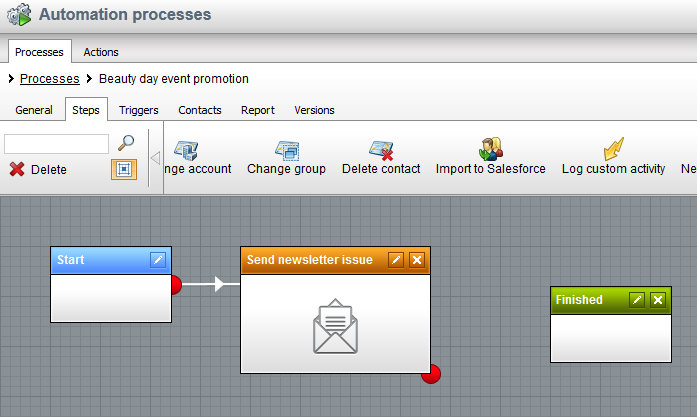 Automation processes
Processes Actions
Processes Beauty day event promotion
General Steps Triggers Contacts Report Versions
Delete
nge account Change group Delete contact Import to Salesforce Log custom activity Ne
Start Send newsletter issue
Finished